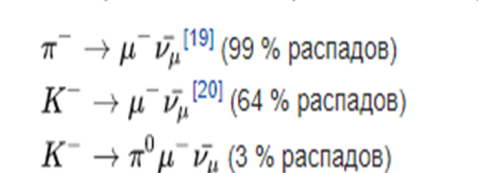 π⁻ → μ⁻ν̄_μ[19] (99 % распадов)
K⁻ → μ⁻ν̄_μ[20] (64 % распадов)
K⁻ → π⁰μ⁻ν̄_μ (3 % распадов)